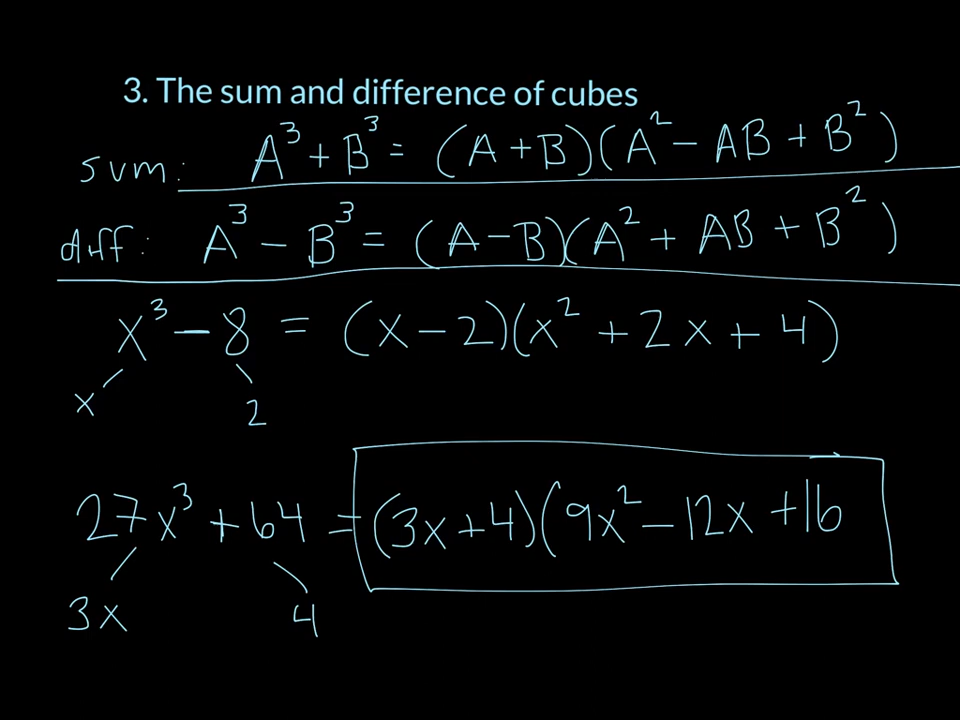 3. The sum and difference of cubes
sum: A³ + B³ = (A + B)(A² - AB + B²)
diff: A³ - B³ = (A - B)(A² + AB + B²)
x³ - 8 = (x - 2)(x² + 2x + 4)
x 2
27x³ + 64 = (3x + 4)(9x² - 12x + 16
3x 4